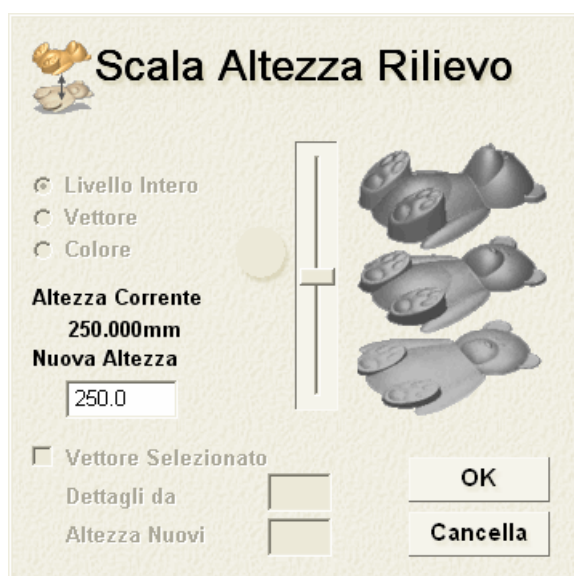 Scala Altezza Rilievo
Livello Intero
Vettore
Colore
Altezza Corrente
250.000mm
Nuova Altezza
250.0
Vettore Selezionato
Dettagli da
Altezza Nuovi
OK
Cancella